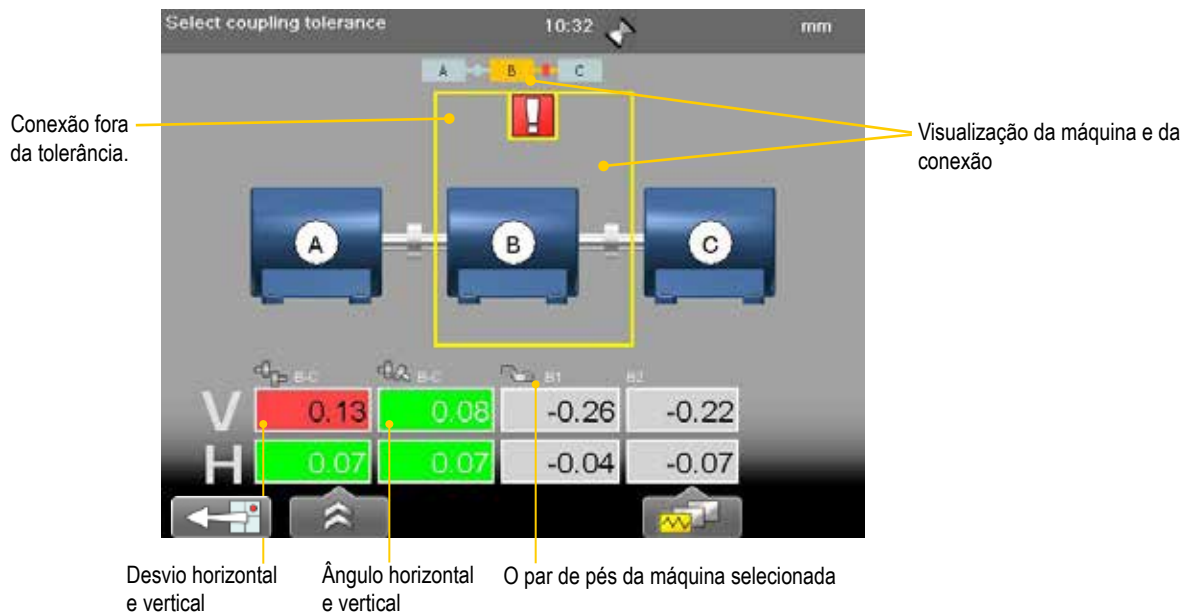 Select coupling tolerance 10:32 mm
A B C
Conexão fora
da tolerância.
Visualização da máquina e da
conexão
A B C
B-C B-C B1 B2
V 0.13 0.08 -0.26 -0.22
H 0.07 0.07 -0.04 -0.07
Desvio horizontal
e vertical
Ângulo horizontal
e vertical
O par de pés da máquina selecionada